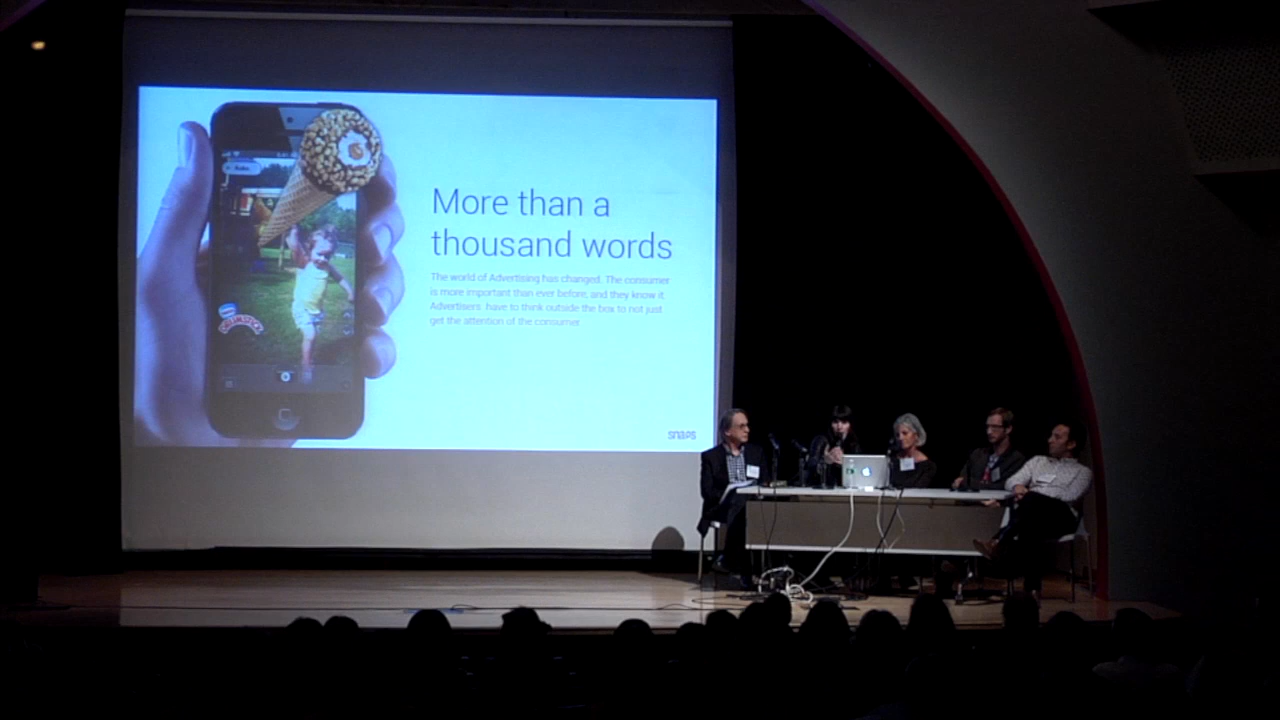 More than a
thousand words
The world of Advertising has changed. The consumer
is more important than ever before, and they know it.
Advertisers have to think outside the box to not just
get the attention of the consumer.
snaps